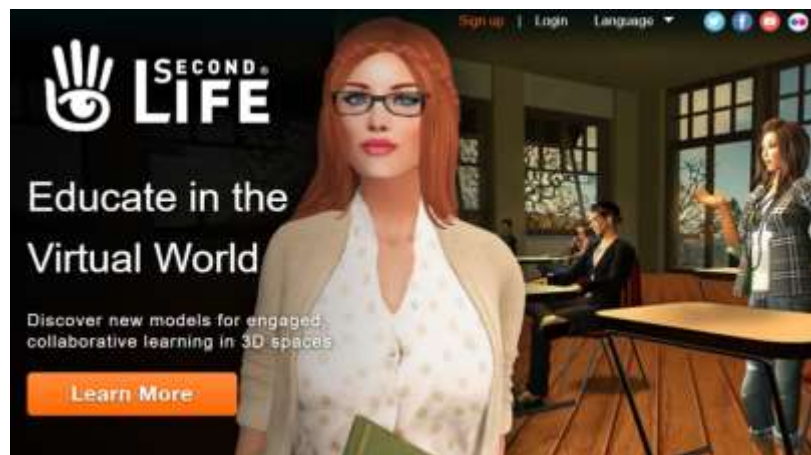 Sign up | Login Language
SECOND®
LIFE
Educate in the
Virtual World
Discover new models for engaged
collaborative learning in 3D spaces
Learn More